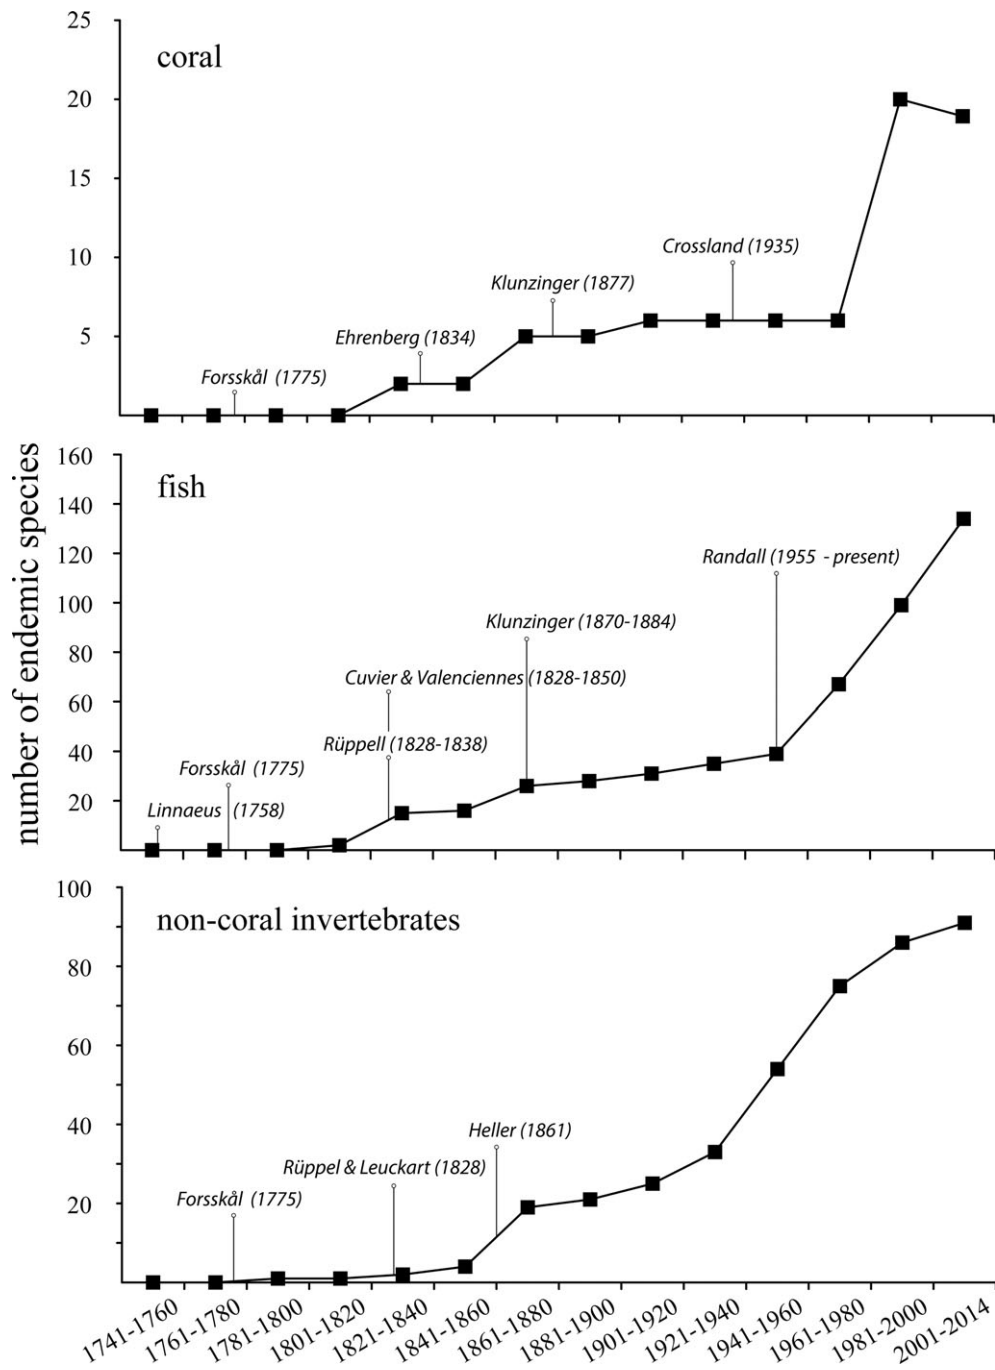 coral
25
20
15
10
5
Crossland (1935)
Klunzinger (1877)
Ehrenberg (1834)
Forsskål (1775)
number of endemic species
fish
160
140
120
100
80
60
40
20
Randall (1955 - present)
Klunzinger (1870-1884)
Cuvier & Valenciennes (1828-1850)
Rüppell (1828-1838)
Forsskål (1775)
Linnaeus (1758)
non-coral invertebrates
100
80
60
40
20
Heller (1861)
Rüppel & Leuckart (1828)
Forsskål (1775)
1741-1760
1761-1780
1781-1800
1801-1820
1821-1840
1841-1860
1861-1880
1881-1900
1901-1920
1921-1940
1941-1960
1961-1980
1981-2000
2001-2014